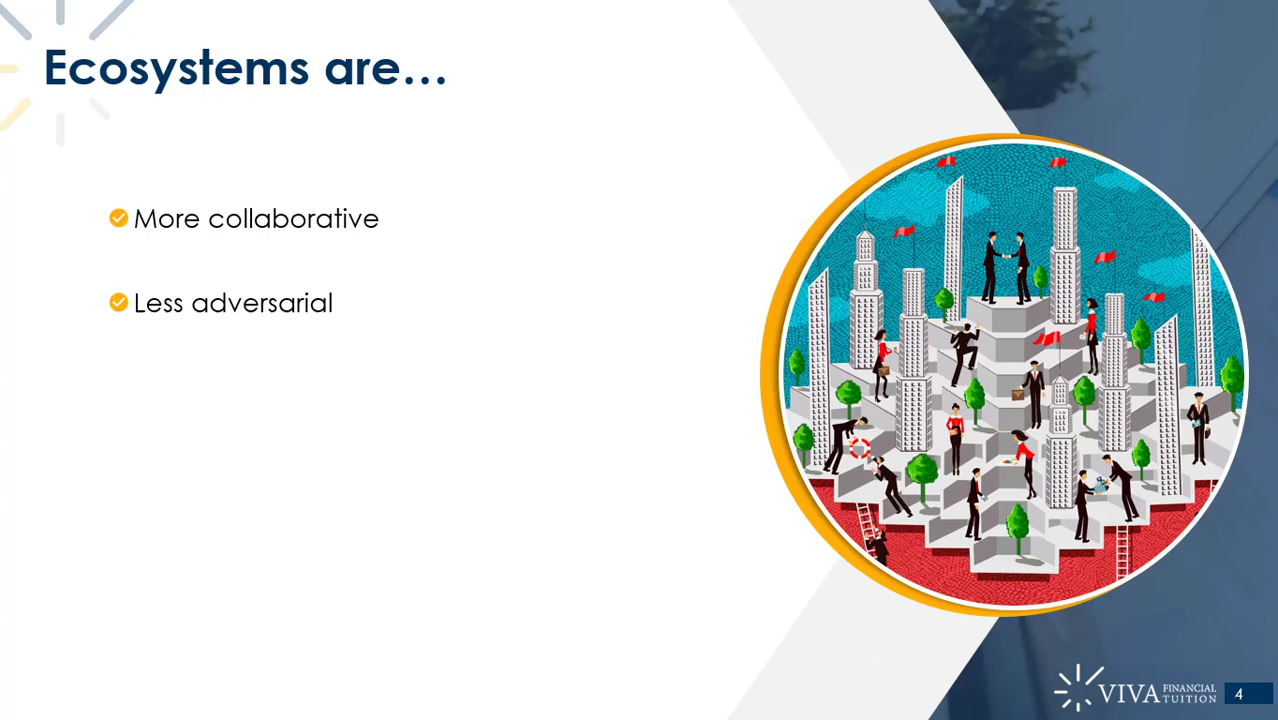 Ecosystems are...
More collaborative
Less adversarial
VIVA FINANCIAL TUITION
4